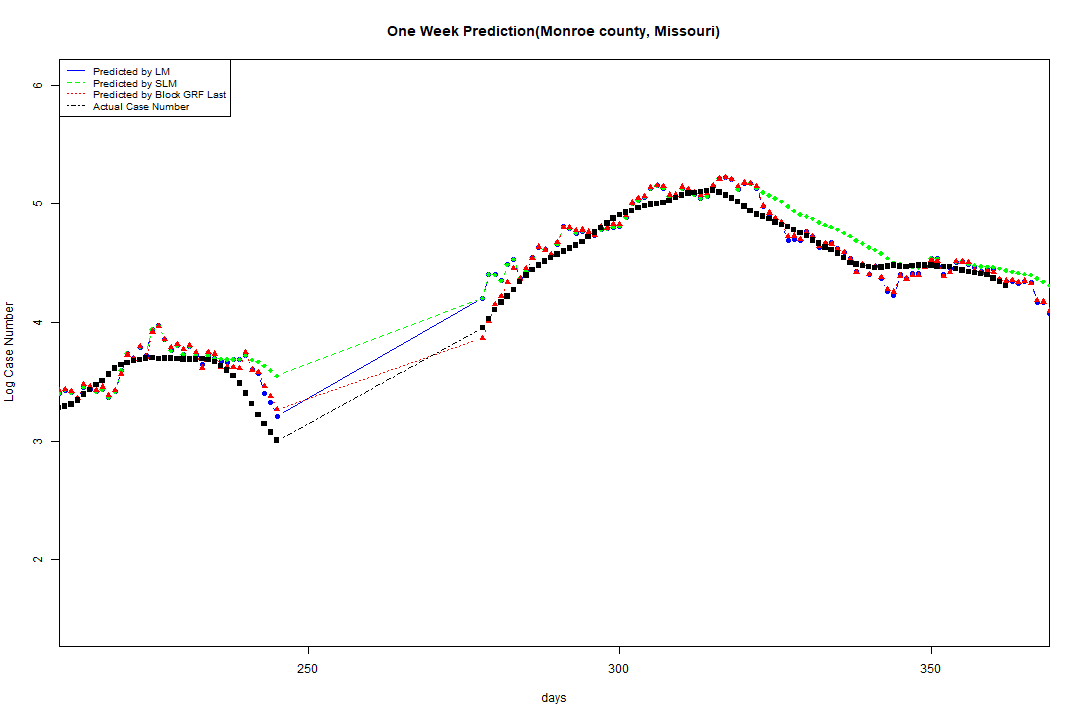 One Week Prediction(Monroe county, Missouri)
Predicted by LM
Predicted by SLM
Predicted by Block GRF Last
Actual Case Number
6
5
4
3
2
Log Case Number
250
300
350
days